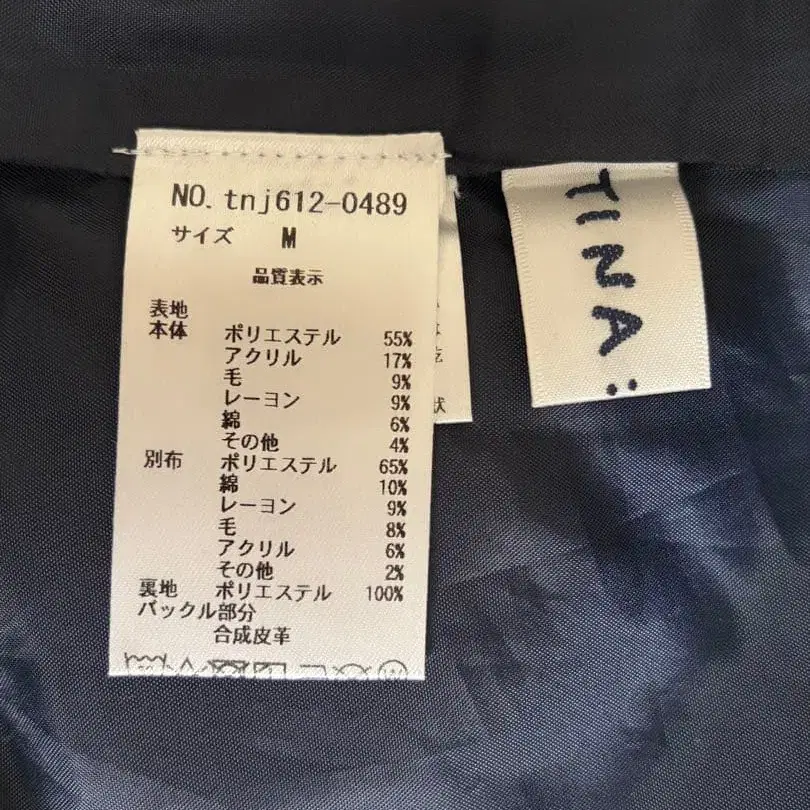 NO. tnj612-0489
サイズ M
品質表示
表地
本体 ポリエステル 55%
アクリル 17%
毛 9%
レーヨン 9%
綿 6%
その他 4%
別布 ポリエステル 65%
綿 10%
レーヨン 9%
毛 8%
アクリル 6%
その他 2%
裏地 ポリエステル 100%
バックル部分
合成皮革
状
TINA: